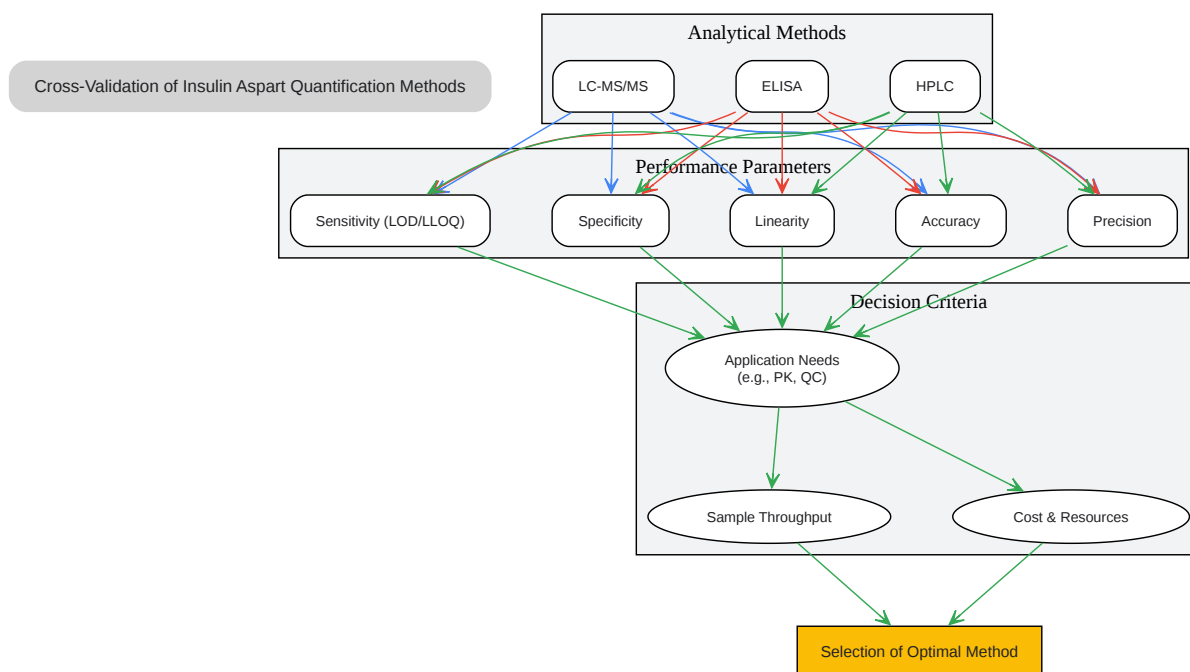 Analytical Methods
Cross-Validation of Insulin Aspart Quantification Methods
LC-MS/MS
ELISA
HPLC
Performance Parameters
Sensitivity (LOD/LLOQ)
Specificity
Linearity
Accuracy
Precision
Decision Criteria
Application Needs
(e.g., PK, QC)
Sample Throughput
Cost & Resources
Selection of Optimal Method